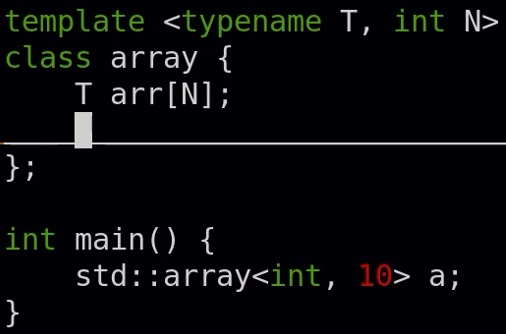 template <typename T, int N>
class array {
    T arr[N];
};
int main() {
    std::array<int, 10> a;
}